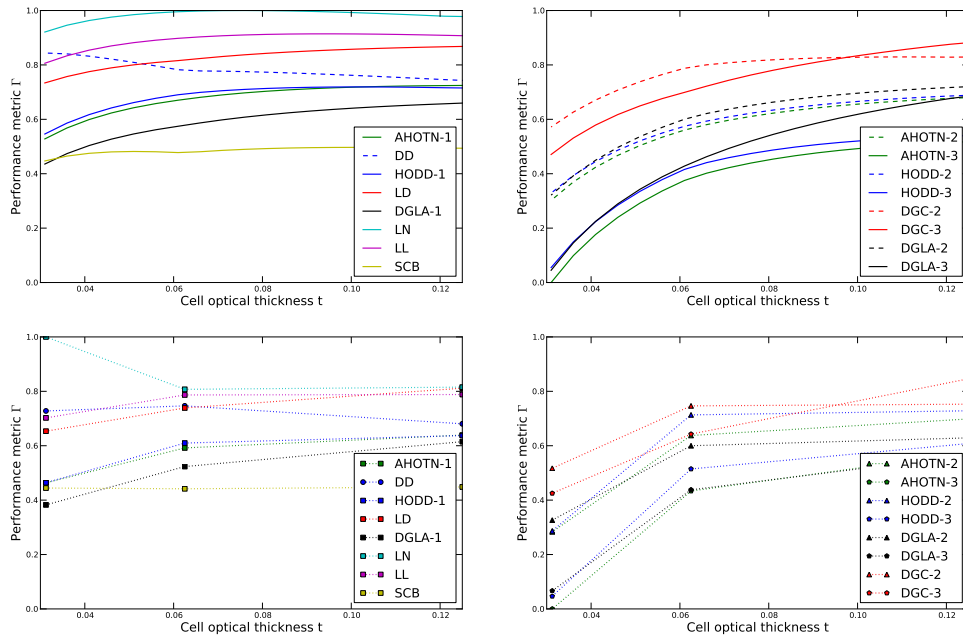 Performance metric Γ
1.0
0.8
0.6
0.4
0.2
0.0
0.04
0.06
0.08
0.10
0.12
Cell optical thickness t
AHOTN-1
DD
HODD-1
LD
DGLA-1
LN
LL
SCB
Performance metric Γ
1.0
0.8
0.6
0.4
0.2
0.0
0.04
0.06
0.08
0.10
0.12
Cell optical thickness t
AHOTN-2
AHOTN-3
HODD-2
HODD-3
DGC-2
DGC-3
DGLA-2
DGLA-3
Performance metric Γ
1.0
0.8
0.6
0.4
0.2
0.0
0.04
0.06
0.08
0.10
0.12
Cell optical thickness t
AHOTN-1
DD
HODD-1
LD
DGLA-1
LN
LL
SCB
Performance metric Γ
1.0
0.8
0.6
0.4
0.2
0.0
0.04
0.06
0.08
0.10
0.12
Cell optical thickness t
AHOTN-2
AHOTN-3
HODD-2
HODD-3
DGLA-2
DGLA-3
DGC-2
DGC-3